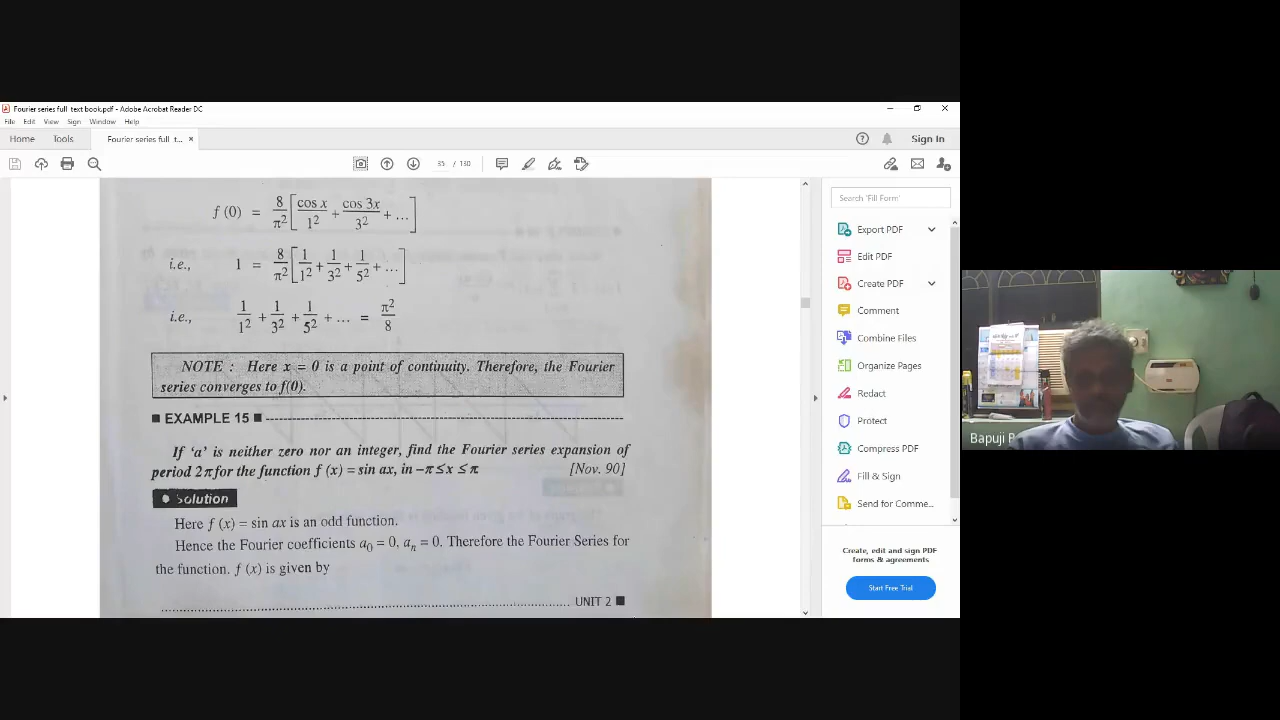 Fourier series full text book.pdf - Adobe Acrobat Reader DC
File Edit View Sign Window Help
Home Tools Fourier series full t... × Sign In
35 / 130
f (0) = 8/π² [cos x/1² + cos 3x/3² + ...]
i.e., 1 = 8/π² [1/1² + 1/3² + 1/5² + ...]
i.e., 1/1² + 1/3² + 1/5² + ... = π²/8
NOTE : Here x = 0 is a point of continuity. Therefore, the Fourier
series converges to f(0).
■ EXAMPLE 15 ■
If 'a' is neither zero nor an integer, find the Fourier series expansion of
period 2π for the function f (x) = sin ax, in −π ≤ x ≤ π [Nov. 90]
● Solution
Here f (x) = sin ax is an odd function.
Hence the Fourier coefficients a₀ = 0, aₙ = 0. Therefore the Fourier Series for
the function. f (x) is given by
UNIT 2 ■
Search 'Fill Form'
Export PDF
Edit PDF
Create PDF
Comment
Combine Files
Organize Pages
Redact
Protect
Compress PDF
Fill & Sign
Send for Comme...
Create, edit and sign PDF
forms & agreements
Start Free Trial
Bapuji